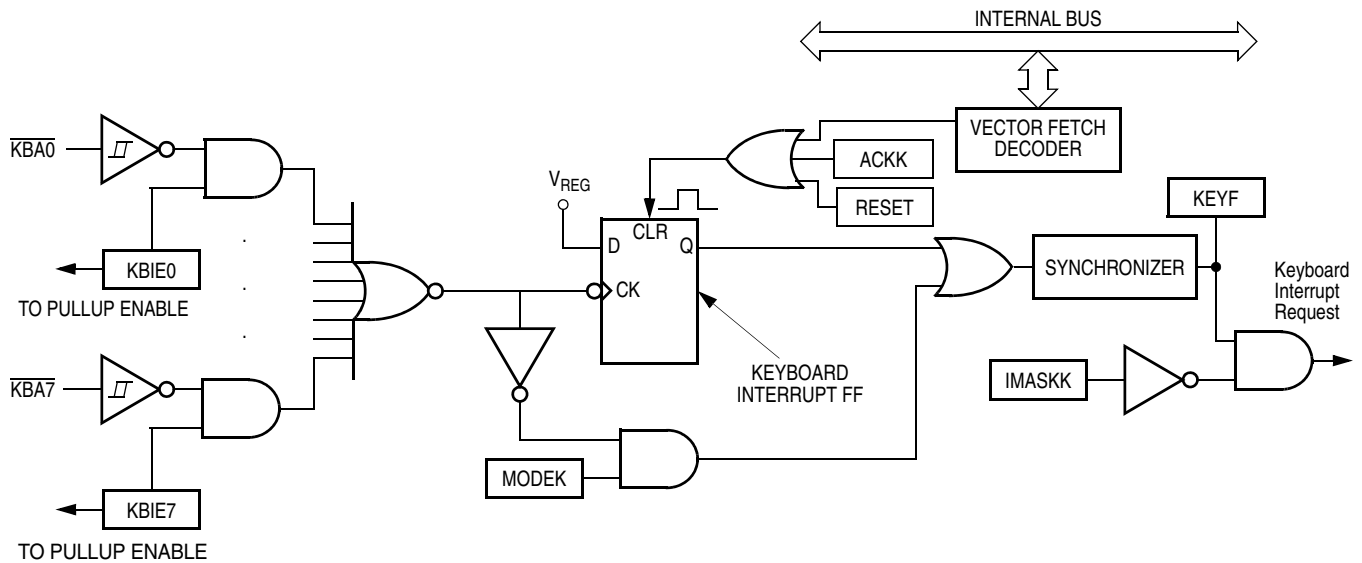 INTERNAL BUS
VECTOR FETCH
DECODER
KBA0
ACKK
VREG
RESET
KEYF
CLR
D
Q
KBIE0
SYNCHRONIZER
CK
Keyboard
Interrupt
Request
TO PULLUP ENABLE
KBA7
KEYBOARD
INTERRUPT FF
IMASKK
MODEK
KBIE7
TO PULLUP ENABLE